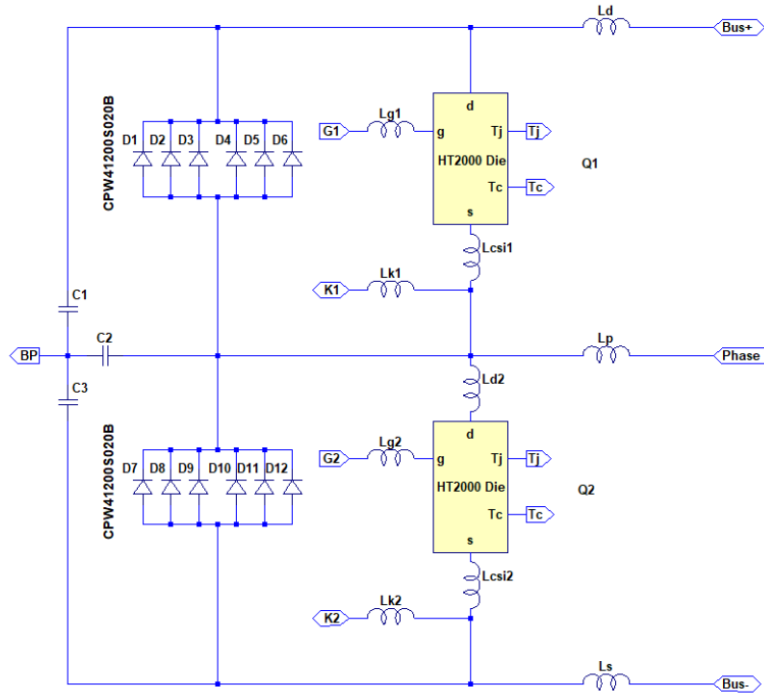 Ld
Bus+
CPW41200S020B
D1 D2 D3 D4 D5 D6
G1
Lg1
d
g
Tj
Tj
HT2000 Die
Q1
Tc
Tc
s
Lcsi1
K1
Lk1
C1
BP
C2
Lp
Phase
C3
Ld2
CPW41200S020B
D7 D8 D9 D10 D11 D12
G2
Lg2
d
g
Tj
Tj
HT2000 Die
Q2
Tc
Tc
s
Lcsi2
K2
Lk2
Ls
Bus-